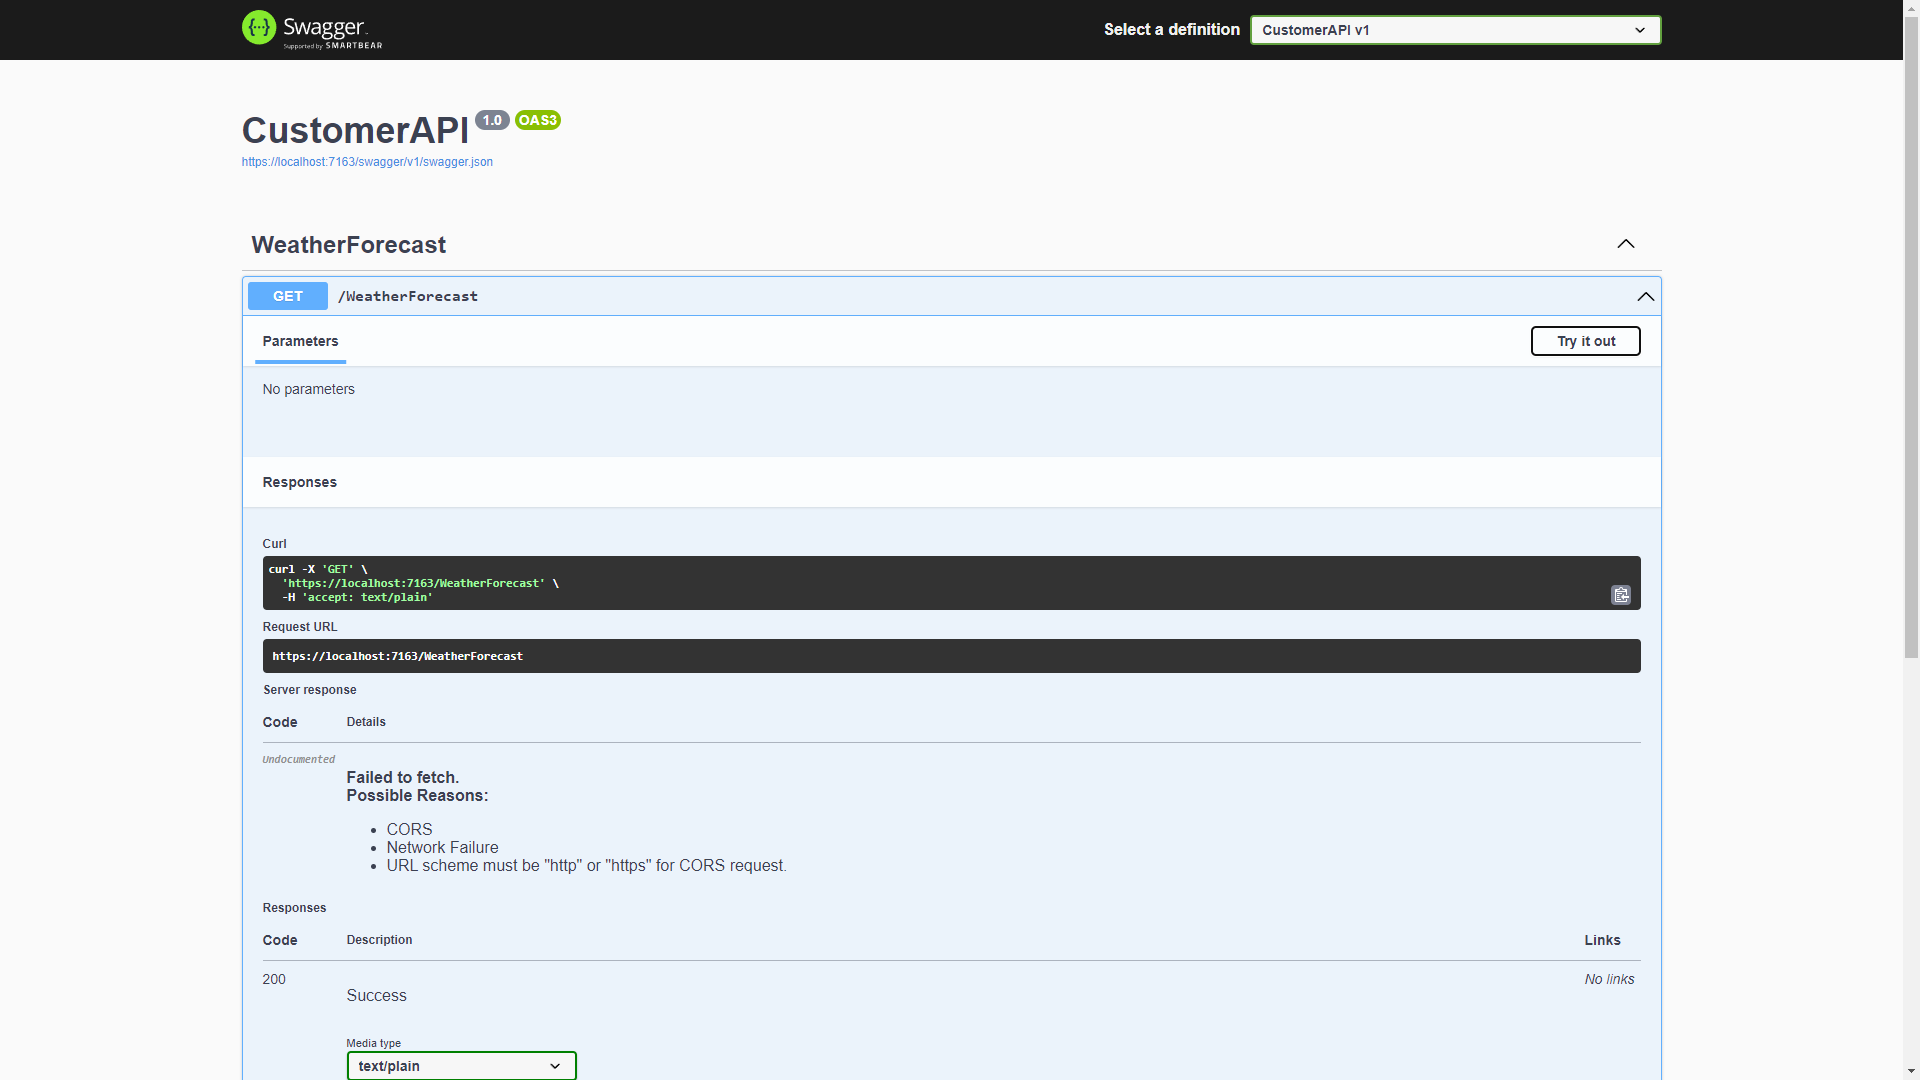 Swagger
Supported by SMARTBEAR
Select a definition
CustomerAPI v1
CustomerAPI 1.0 OAS3
https://localhost:7163/swagger/v1/swagger.json
WeatherForecast
GET /WeatherForecast
Parameters
Try it out
No parameters
Responses
Curl
curl -X 'GET' \
'https://localhost:7163/WeatherForecast' \
-H 'accept: text/plain'
Request URL
https://localhost:7163/WeatherForecast
Server response
Code Details
Undocumented
Failed to fetch.
Possible Reasons:
• CORS
• Network Failure
• URL scheme must be "http" or "https" for CORS request.
Responses
Code Description Links
200 No links
Success
Media type
text/plain